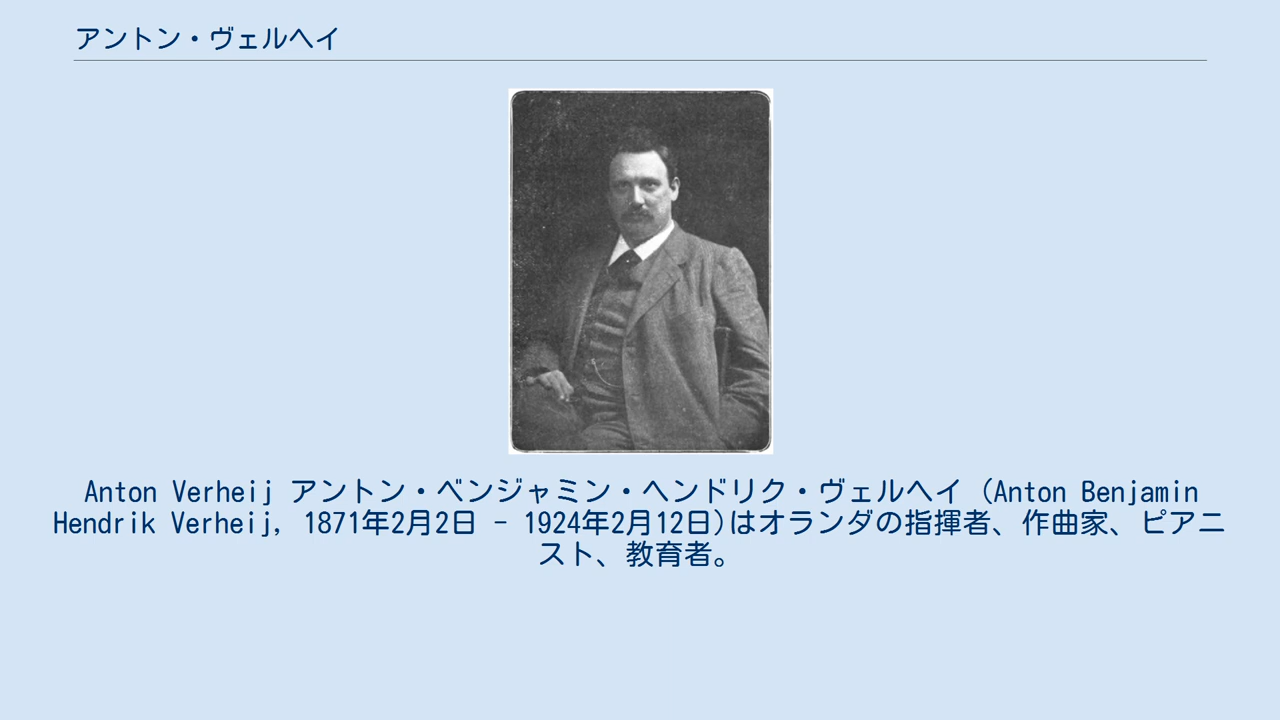 アントン・ヴェルヘイ
Anton Verheij アントン・ベンジャミン・ヘンドリク・ヴェルヘイ (Anton Benjamin
Hendrik Verheij, 1871年2月2日 - 1924年2月12日)はオランダの指揮者、作曲家、ピアニ
スト、教育者。